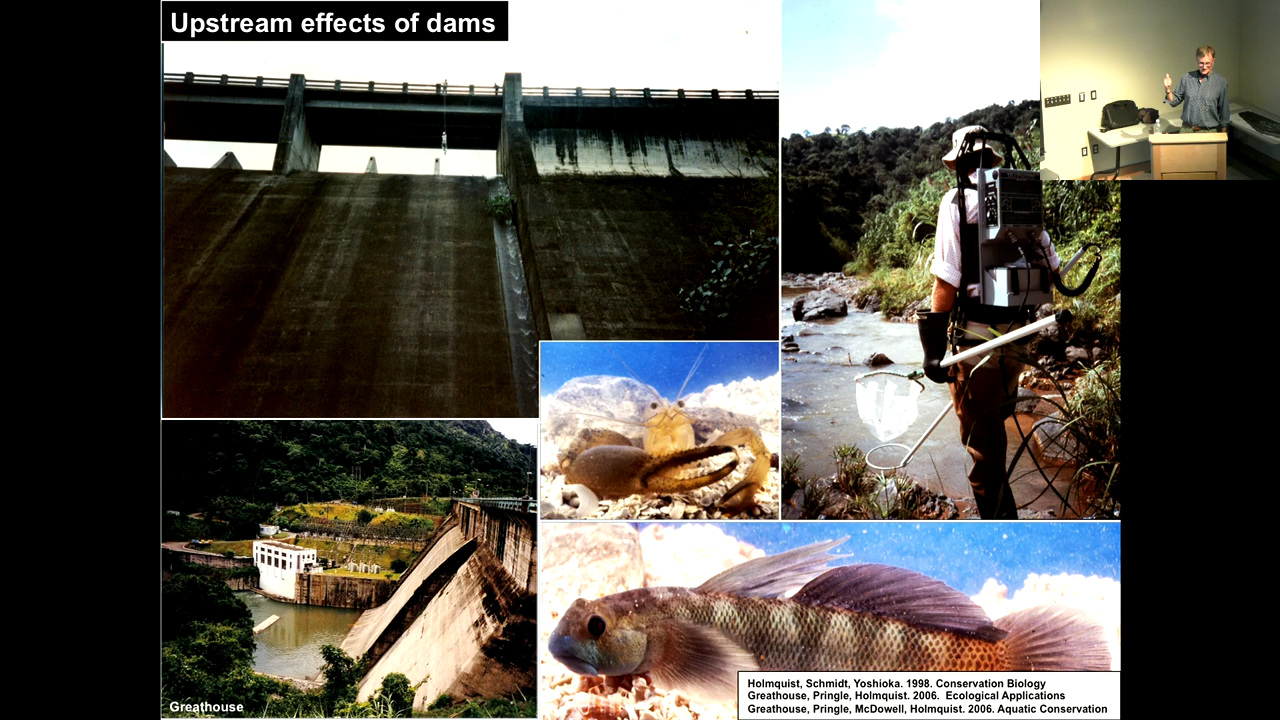 Upstream effects of dams
Greathouse
Holmquist, Schmidt, Yoshioka. 1998. Conservation Biology
Greathouse, Pringle, Holmquist. 2006. Ecological Applications
Greathouse, Pringle, McDowell, Holmquist. 2006. Aquatic Conservation